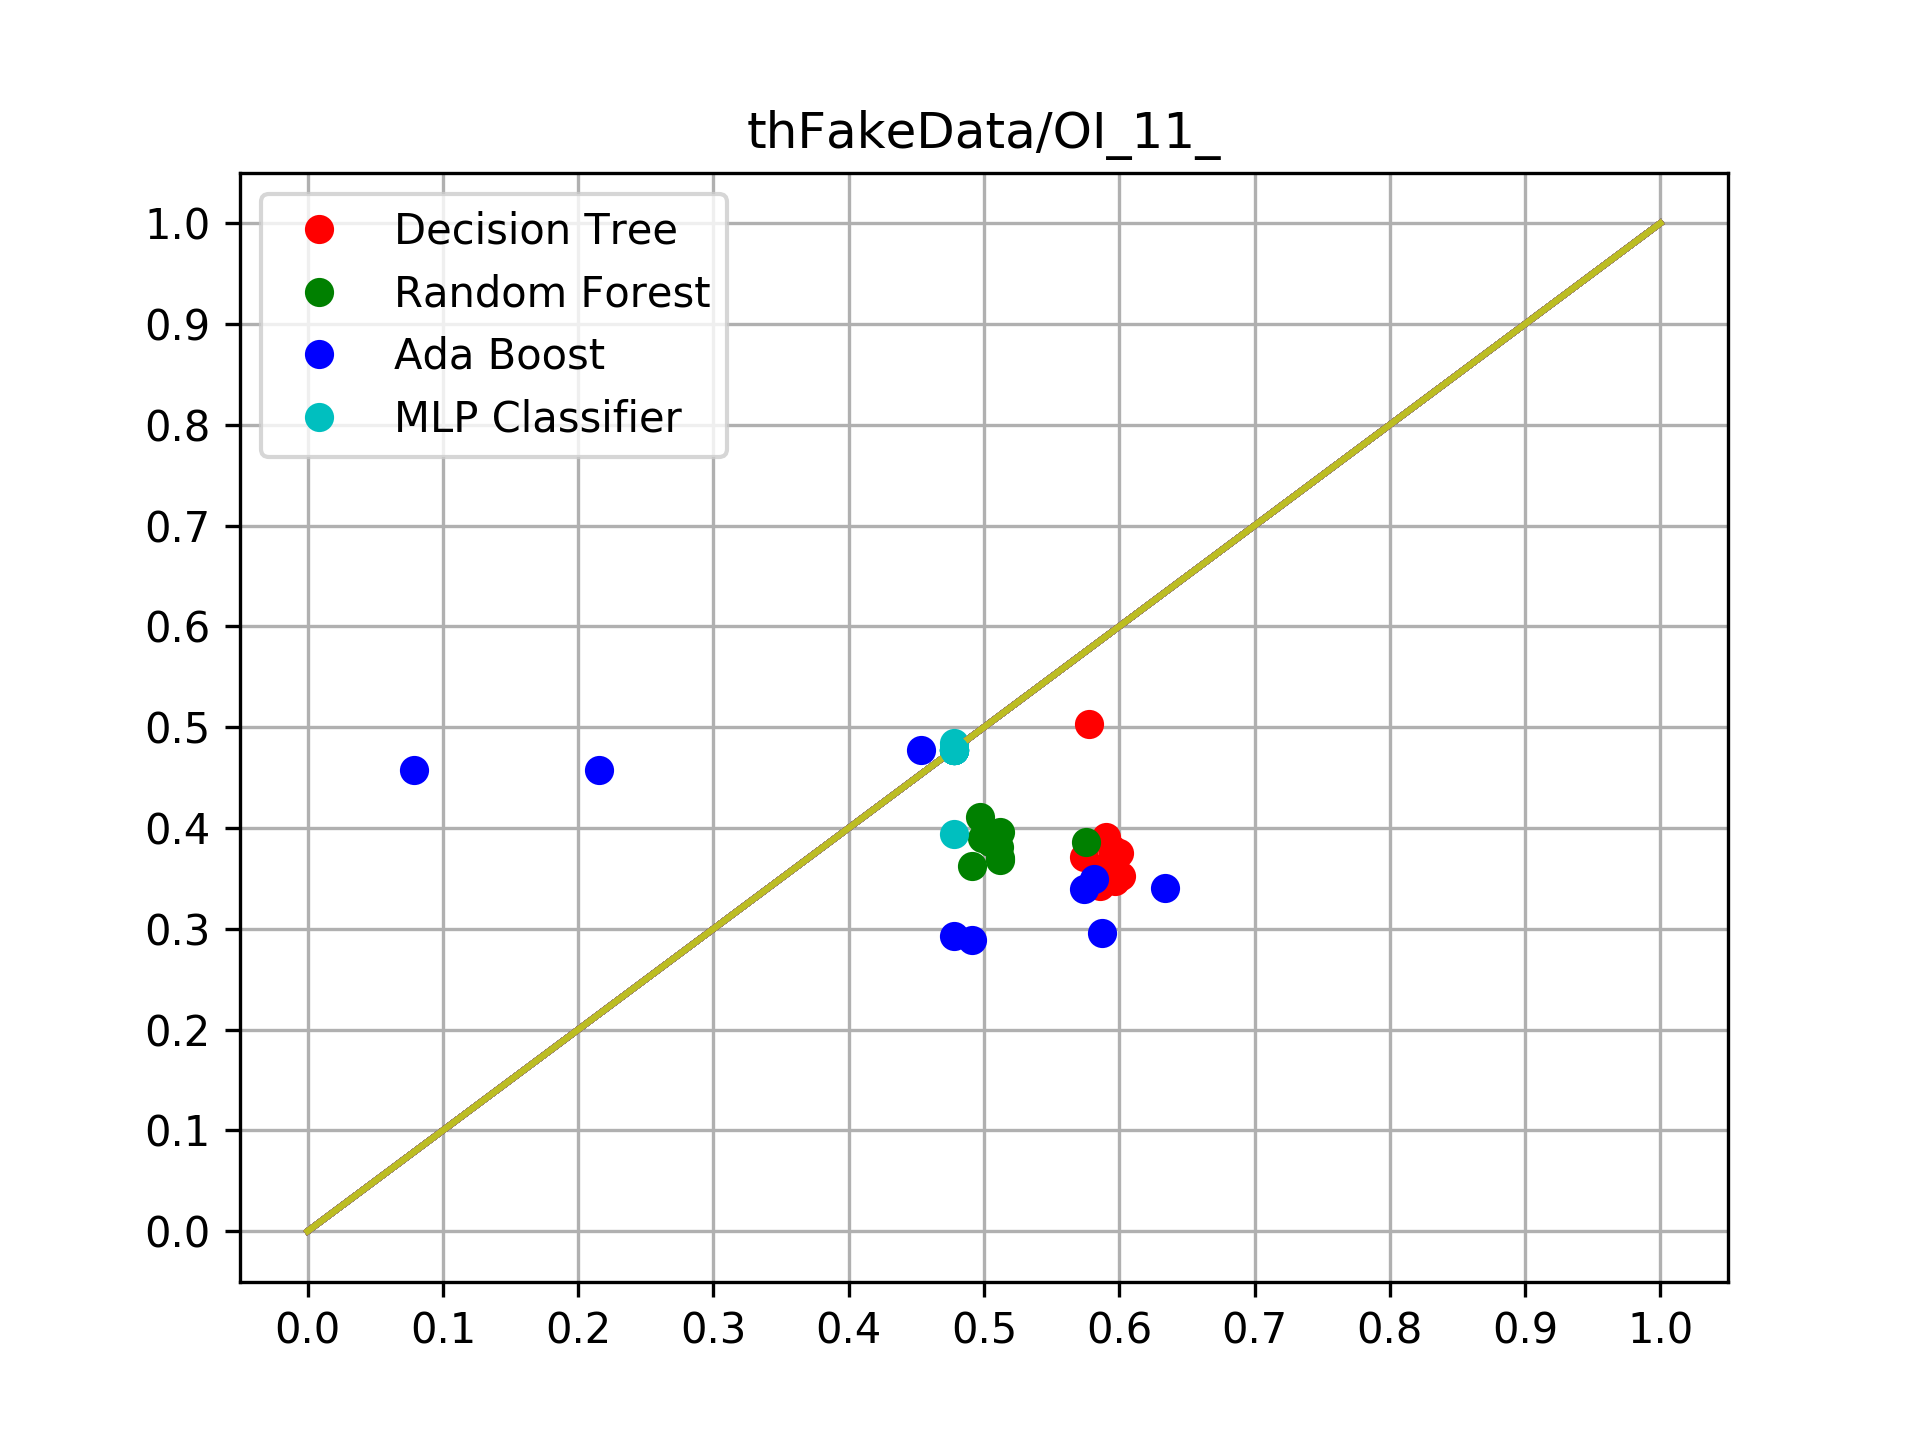 thFakeData/OI_11_
Decision Tree
Random Forest
Ada Boost
MLP Classifier
1.0
0.9
0.8
0.7
0.6
0.5
0.4
0.3
0.2
0.1
0.0
0.0 0.1 0.2 0.3 0.4 0.5 0.6 0.7 0.8 0.9 1.0